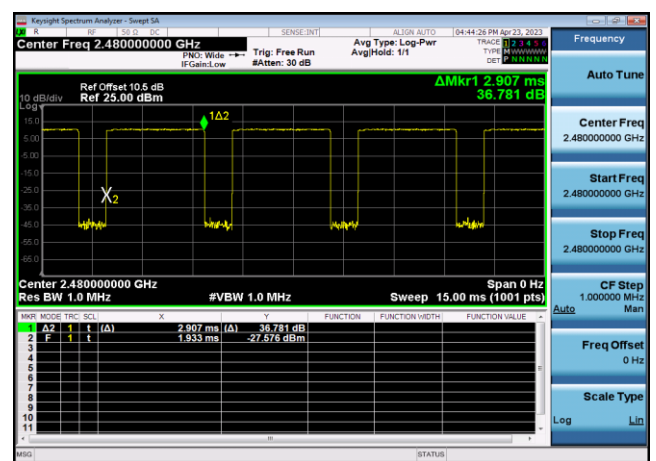 Keysight Spectrum Analyzer - Swept SA
R RF 50 Ω DC SENSE:INT ALIGN AUTO 04:44:26 PM Apr 23, 2023
Center Freq 2.480000000 GHz
PNO: Wide
IFGain:Low
Trig: Free Run
#Atten: 30 dB
Avg Type: Log-Pwr
Avg|Hold: 1/1
TRACE 1 2 3 4 5 6
TYPE M WWWWW
DET P N N N N N
Ref Offset 10.5 dB
10 dB/div Ref 25.00 dBm
Log
ΔMkr1 2.907 ms
36.781 dB
1Δ2
X2
15.0
5.00
-5.00
-15.0
-25.0
-35.0
-45.0
-55.0
-65.0
Center 2.480000000 GHz Span 0 Hz
Res BW 1.0 MHz #VBW 1.0 MHz Sweep 15.00 ms (1001 pts)
MKR MODE TRC SCL X Y FUNCTION FUNCTION WIDTH FUNCTION VALUE
1 Δ2 1 t (Δ) 2.907 ms (Δ) 36.781 dB
2 F 1 t 1.933 ms -27.576 dBm
3
4
5
6
7
8
9
10
11
MSG STATUS
Frequency
Auto Tune
Center Freq
2.480000000 GHz
Start Freq
2.480000000 GHz
Stop Freq
2.480000000 GHz
CF Step
1.000000 MHz
Auto Man
Freq Offset
0 Hz
Scale Type
Log Lin